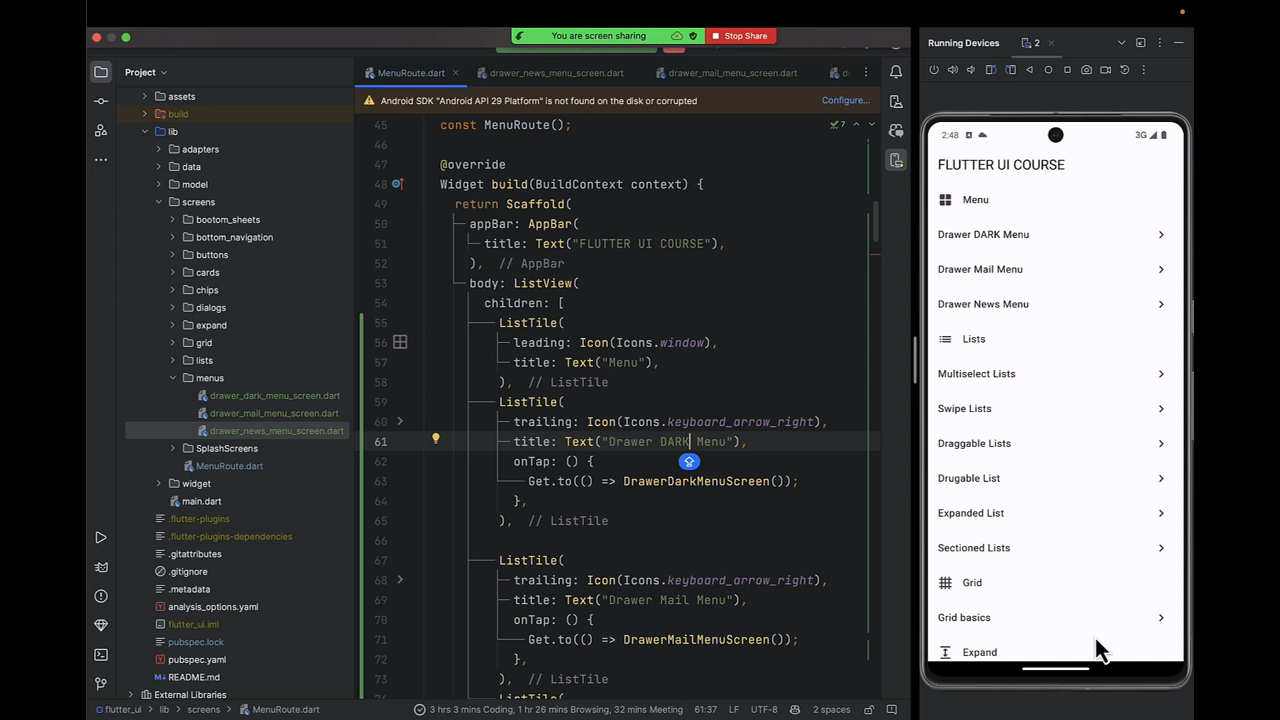 You are screen sharing
Stop Share
Project
assets
build
lib
adapters
data
model
screens
bootom_sheets
bottom_navigation
buttons
cards
chips
dialogs
expand
grid
lists
menus
drawer_dark_menu_screen.dart
drawer_mail_menu_screen.dart
drawer_news_menu_screen.dart
SplashScreens
MenuRoute.dart
widget
main.dart
.flutter-plugins
.flutter-plugins-dependencies
.gitattributes
.gitignore
.metadata
analysis_options.yaml
flutter_ui.iml
pubspec.lock
pubspec.yaml
README.md
External Libraries
MenuRoute.dart
drawer_news_menu_screen.dart
drawer_mail_menu_screen.dart
Android SDK "Android API 29 Platform" is not found on the disk or corrupted
Configure...
7
45 const MenuRoute();
46
47 @override
48 Widget build(BuildContext context) {
49 return Scaffold(
50 appBar: AppBar(
51 title: Text("FLUTTER UI COURSE"),
52 ), // AppBar
53 body: ListView(
54 children: [
55 ListTile(
56 leading: Icon(Icons.window),
57 title: Text("Menu"),
58 ), // ListTile
59 ListTile(
60 trailing: Icon(Icons.keyboard_arrow_right),
61 title: Text("Drawer DARK Menu"),
62 onTap: () {
63 Get.to(() => DrawerDarkMenuScreen());
64 },
65 ), // ListTile
66
67 ListTile(
68 trailing: Icon(Icons.keyboard_arrow_right),
69 title: Text("Drawer Mail Menu"),
70 onTap: () {
71 Get.to(() => DrawerMailMenuScreen());
72 },
73 ), // ListTile
74 ListTile(
flutter_ui > lib > screens > MenuRoute.dart
3 hrs 3 mins Coding, 1 hr 26 mins Browsing, 32 mins Meeting
61:37
LF
UTF-8
2 spaces
Running Devices
2
2:48
3G
FLUTTER UI COURSE
Menu
Drawer DARK Menu
Drawer Mail Menu
Drawer News Menu
Lists
Multiselect Lists
Swipe Lists
Draggable Lists
Drugable List
Expanded List
Sectioned Lists
Grid
Grid basics
Expand